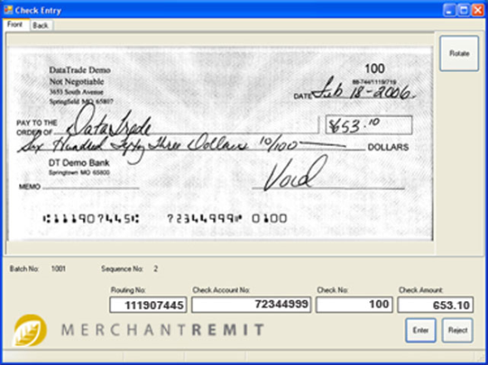 Check Entry
Front Back
Rotate
DataTrade Demo
Not Negotiable
3653 South Avenue
Springfield MO 65807
100
88-744/1119/719
DATE Feb 18-2006
PAY TO THE
ORDER OF DataTrade $653.10
Six Hundred Fifty Three Dollars 10/100 DOLLARS
DT Demo Bank
Springtown MO 65800
MEMO Void
⑆111907445⑆ 72344999⑈ 0100
Batch No: 1001 Sequence No: 2
Routing No: Check Account No: Check No: Check Amount:
111907445 72344999 100 653.10
MERCHANTREMIT
Enter Reject